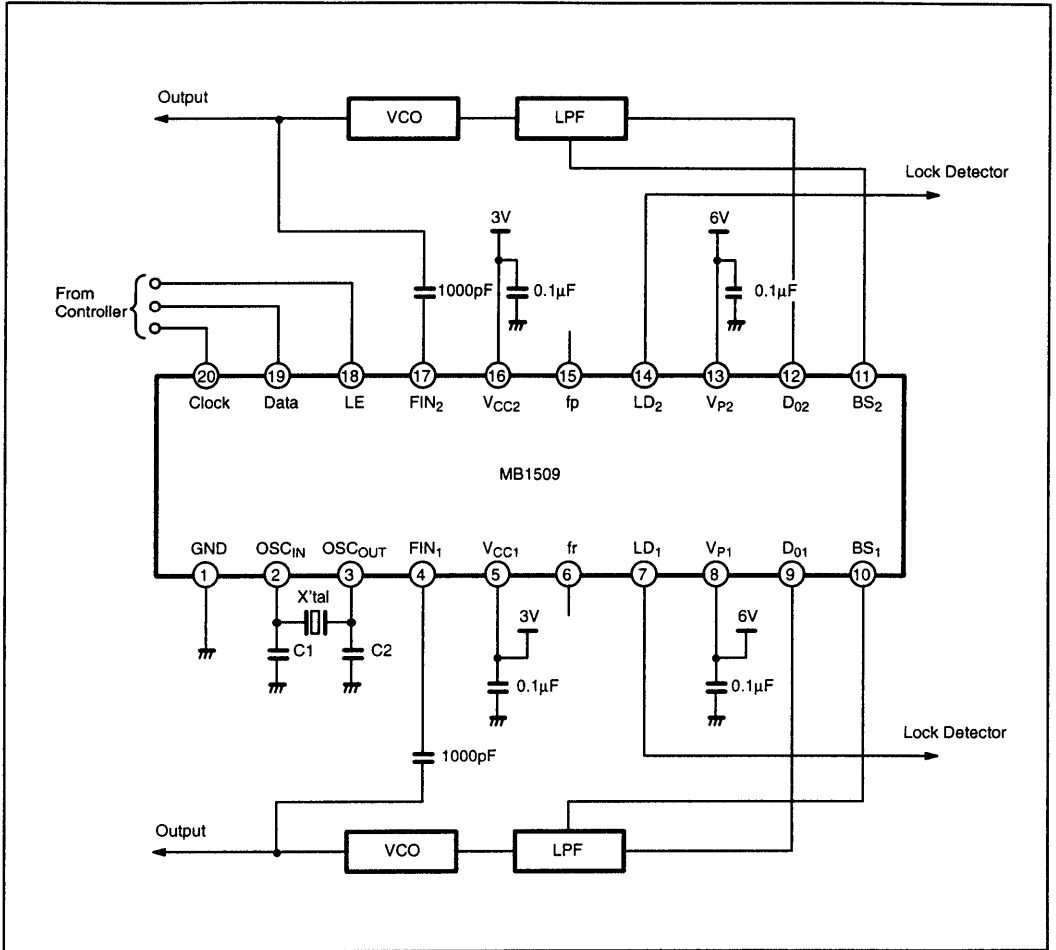 Output
VCO
LPF
Lock Detector
3V
6V
From
Controller
1000pF
0.1μF
0.1μF
20
19
18
17
16
15
14
13
12
11
Clock
Data
LE
FIN2
VCC2
fp
LD2
VP2
D02
BS2
MB1509
GND
OSCIN
OSCOUT
FIN1
VCC1
fr
LD1
VP1
D01
BS1
1
2
3
4
5
6
7
8
9
10
X'tal
C1
C2
3V
6V
0.1μF
0.1μF
1000pF
Lock Detector
Output
VCO
LPF